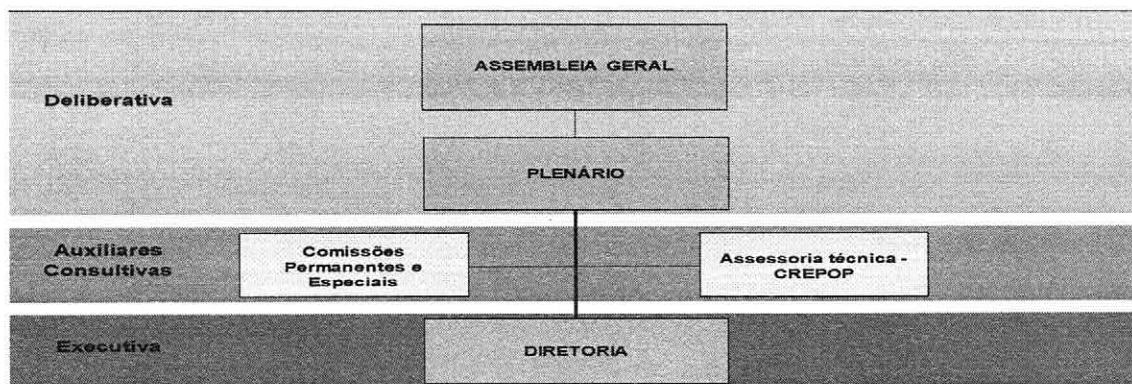 ASSEMBLEIA GERAL
Deliberativa
PLENÁRIO
Auxiliares
Consultivas
Comissões
Permanentes e
Especiais
Assessoria técnica -
CREPOP
Executiva
DIRETORIA